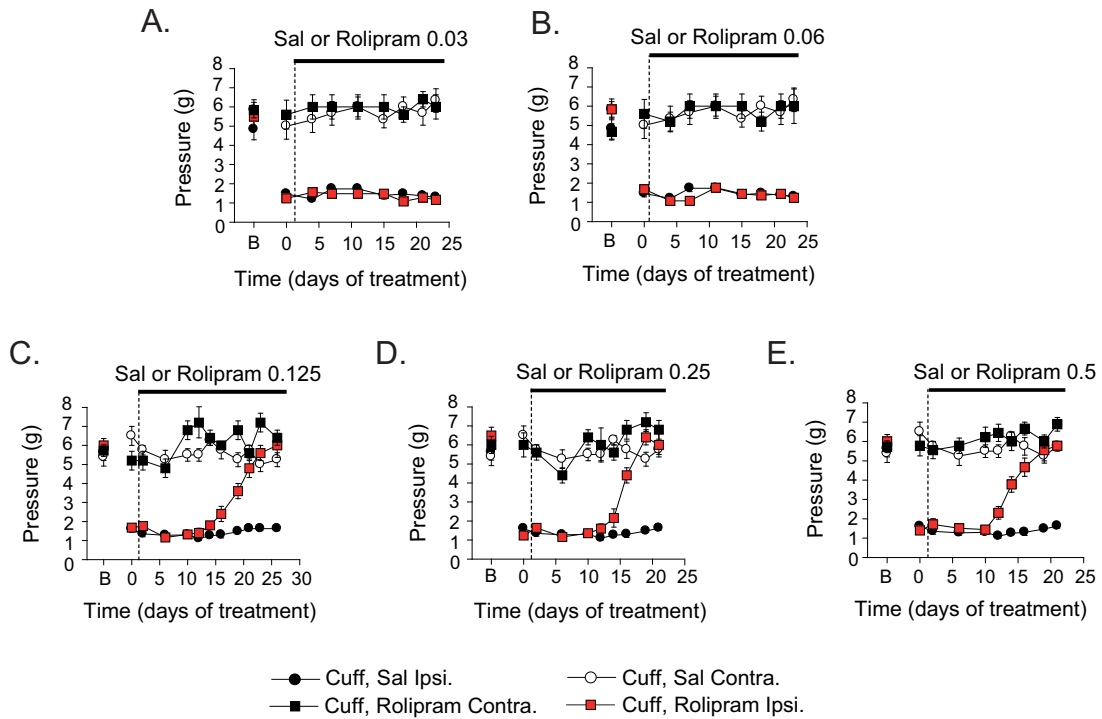 A.
Sal or Rolipram 0.03
8
7
6
5
4
3
2
1
0
Pressure (g)
B 0 5 10 15 20 25
Time (days of treatment)
B.
Sal or Rolipram 0.06
8
7
6
5
4
3
2
1
0
Pressure (g)
B 0 5 10 15 20 25
Time (days of treatment)
C.
Sal or Rolipram 0.125
8
7
6
5
4
3
2
1
0
Pressure (g)
B 0 5 10 15 20 25 30
Time (days of treatment)
D.
Sal or Rolipram 0.25
8
7
6
5
4
3
2
1
0
Pressure (g)
B 0 5 10 15 20 25
Time (days of treatment)
E.
Sal or Rolipram 0.5
8
7
6
5
4
3
2
1
0
Pressure (g)
B 0 5 10 15 20 25
Time (days of treatment)
Cuff, Sal Ipsi.
Cuff, Sal Contra.
Cuff, Rolipram Contra.
Cuff, Rolipram Ipsi.